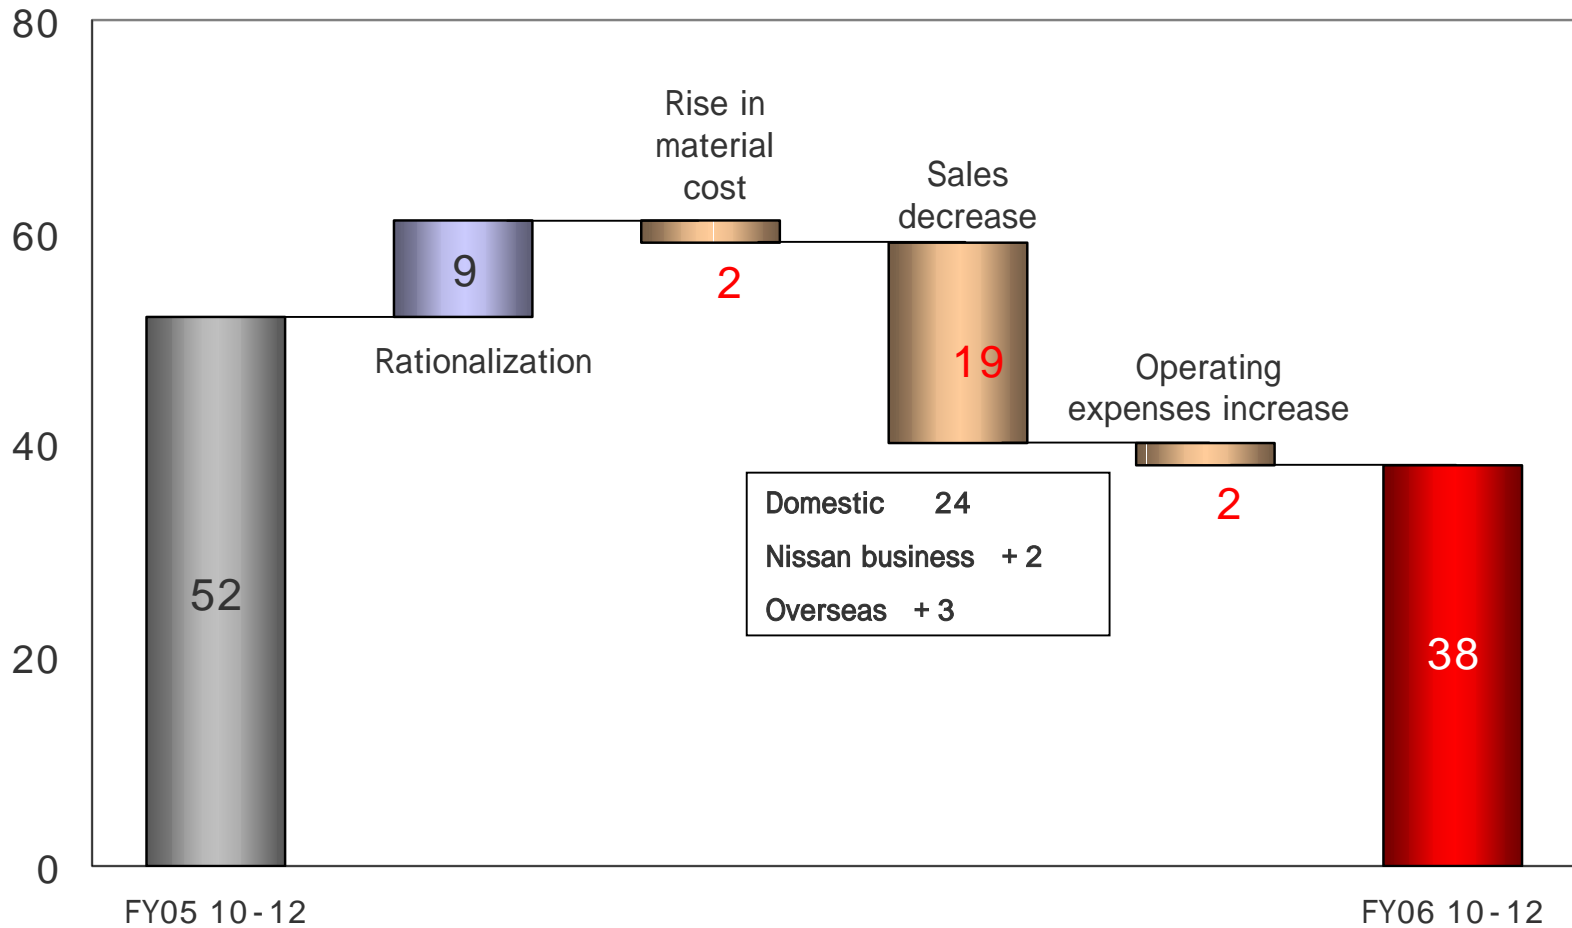 80
60
40
20
0
Rise in
material
cost
Sales
decrease
9
2
Rationalization
19
Operating
expenses increase
2
52
Domestic 24
Nissan business + 2
Overseas + 3
38
FY05 10-12
FY06 10-12